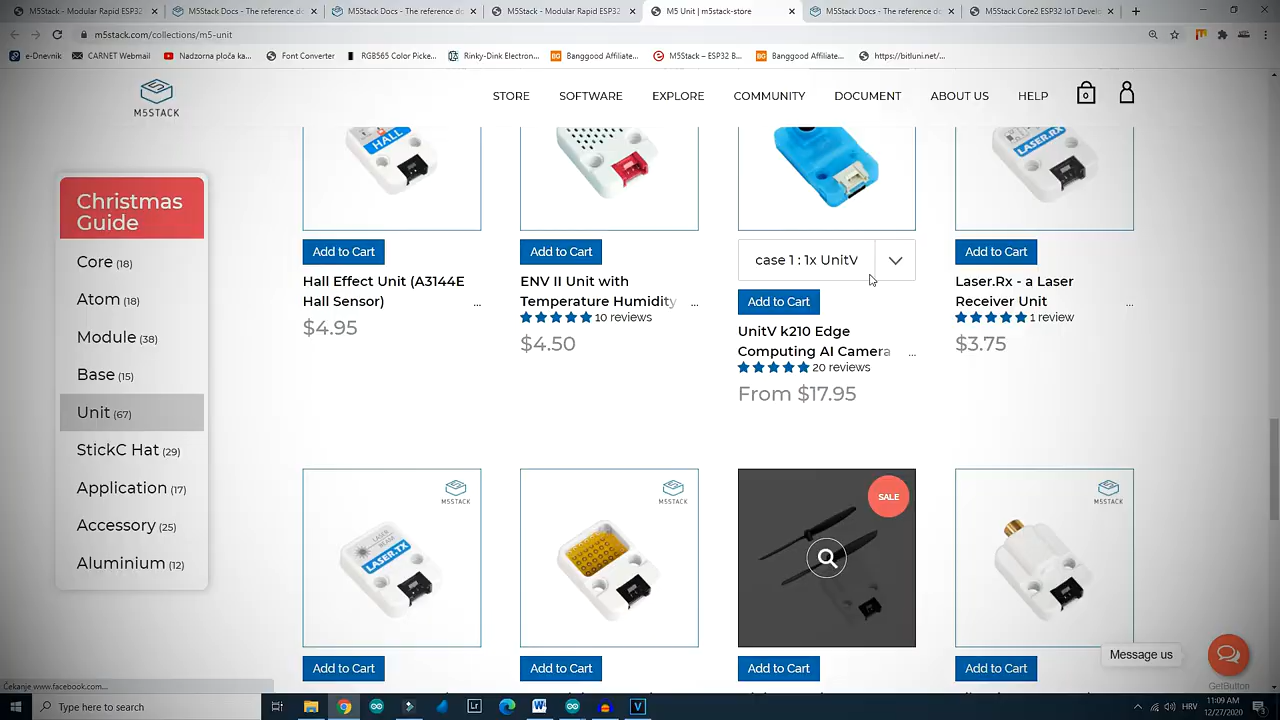 M5Stack - Modular Rapid ESP32
M5Stack Docs - The reference d
M5Stack Docs - The reference do
M5Stack - Modular Rapid ESP32
M5 Unit | m5stack-store
M5Stack Docs - The reference do
M5Stack Core2 ESP32 IoT Develo
m5stack.com/collections/m5-unit
e-Dnevnik
CARNET Webmail
Nadzorna ploča ka...
Font Converter
RGB565 Color Picke...
Rinky-Dink Electron...
Banggood Affiliate...
M5Stack – ESP32 B...
Banggood Affiliate...
https://bitluni.net/...
M5STACK
STORE
SOFTWARE
EXPLORE
COMMUNITY
DOCUMENT
ABOUT US
HELP
0
HALL
LASER.RX
Christmas
Guide
Core (18)
Atom (18)
Module (38)
Base (15)
Unit (67)
StickC Hat (29)
Application (17)
Accessory (25)
Aluminium (12)
Add to Cart
Hall Effect Unit (A3144E
Hall Sensor)
...
$4.95
Add to Cart
ENV II Unit with
Temperature Humidity
...
10 reviews
$4.50
case 1 : 1x UnitV
Add to Cart
UnitV k210 Edge
Computing AI Camera
...
20 reviews
From $17.95
Add to Cart
Laser.Rx - a Laser
Receiver Unit
...
1 review
$3.75
M5STACK
LASER BEAM
LASER.TX
Add to Cart
M5STACK
Add to Cart
SALE
Add to Cart
M5STACK
Add to Cart
Message us
GetButton
Čekanje www.facebook.com...
Type here to search
HRV
11:09 AM
12/27/2020